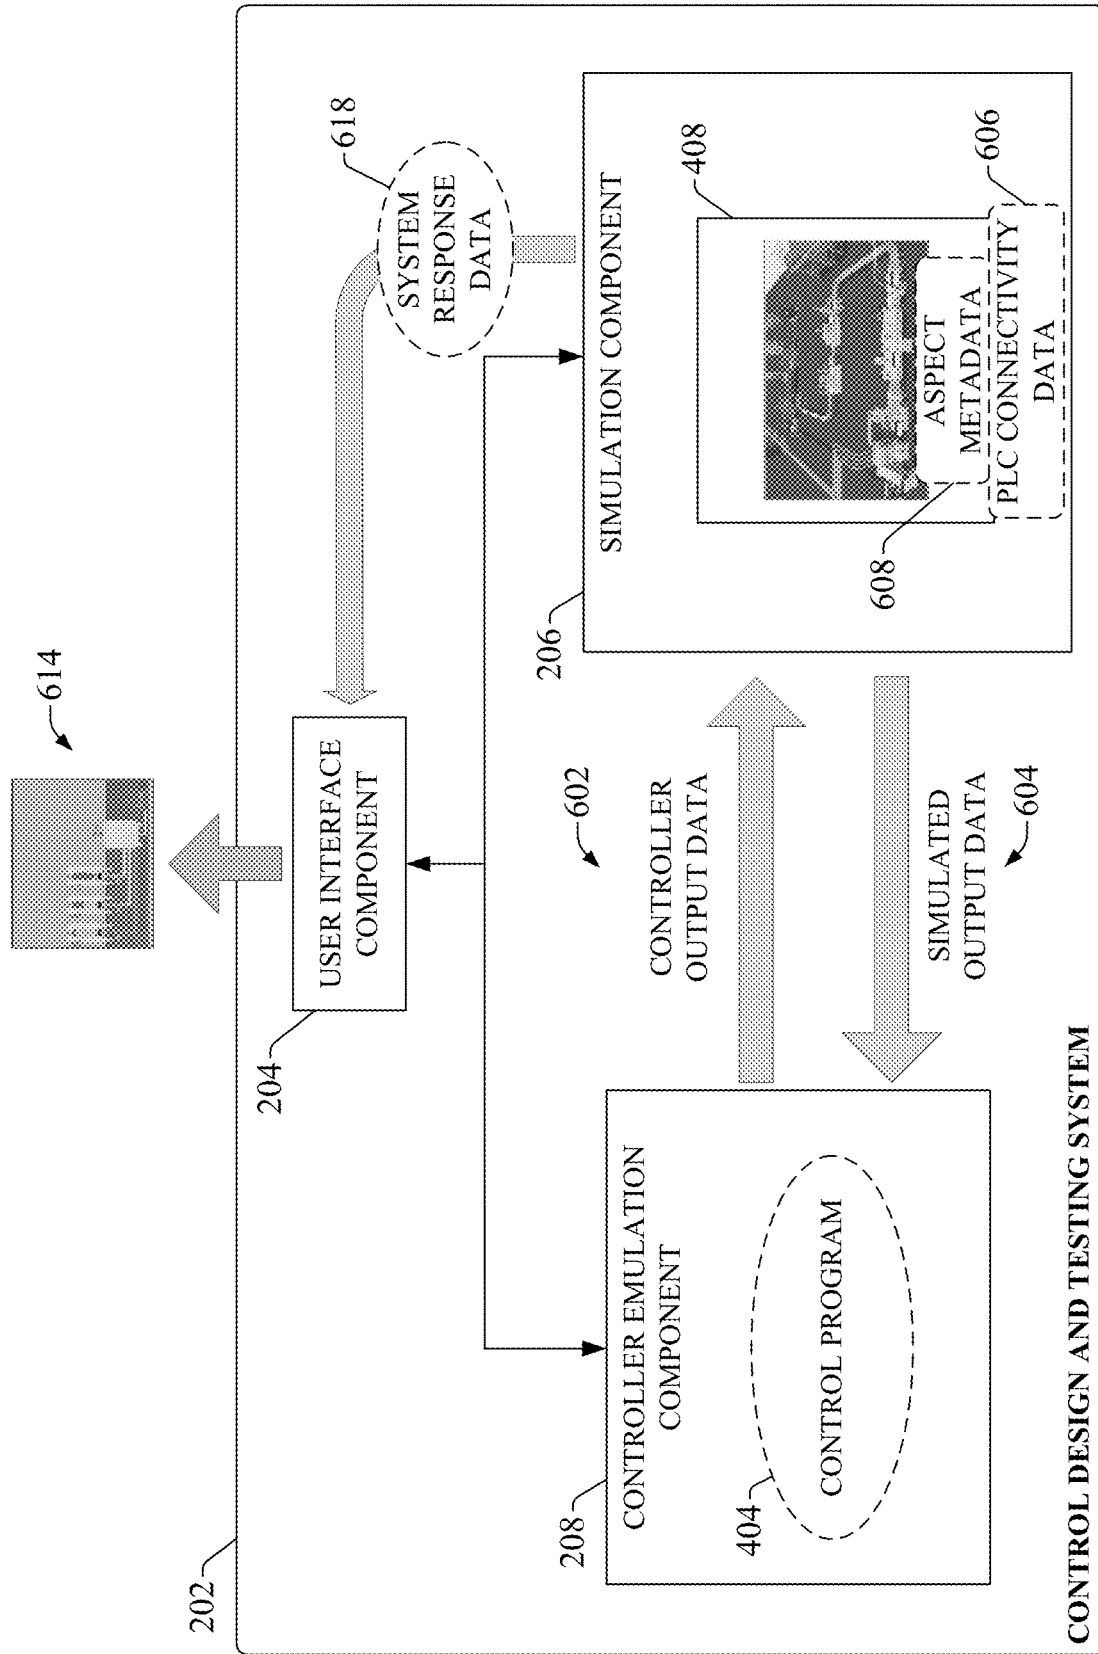 614
202
USER INTERFACE
COMPONENT
204
SYSTEM
RESPONSE
DATA
618
CONTROLLER EMULATION
COMPONENT
208
CONTROL PROGRAM
404
602
CONTROLLER
OUTPUT DATA
SIMULATED
OUTPUT DATA
604
SIMULATION COMPONENT
206
408
ASPECT
METADATA
608
PLC CONNECTIVITY
DATA
606
CONTROL DESIGN AND TESTING SYSTEM